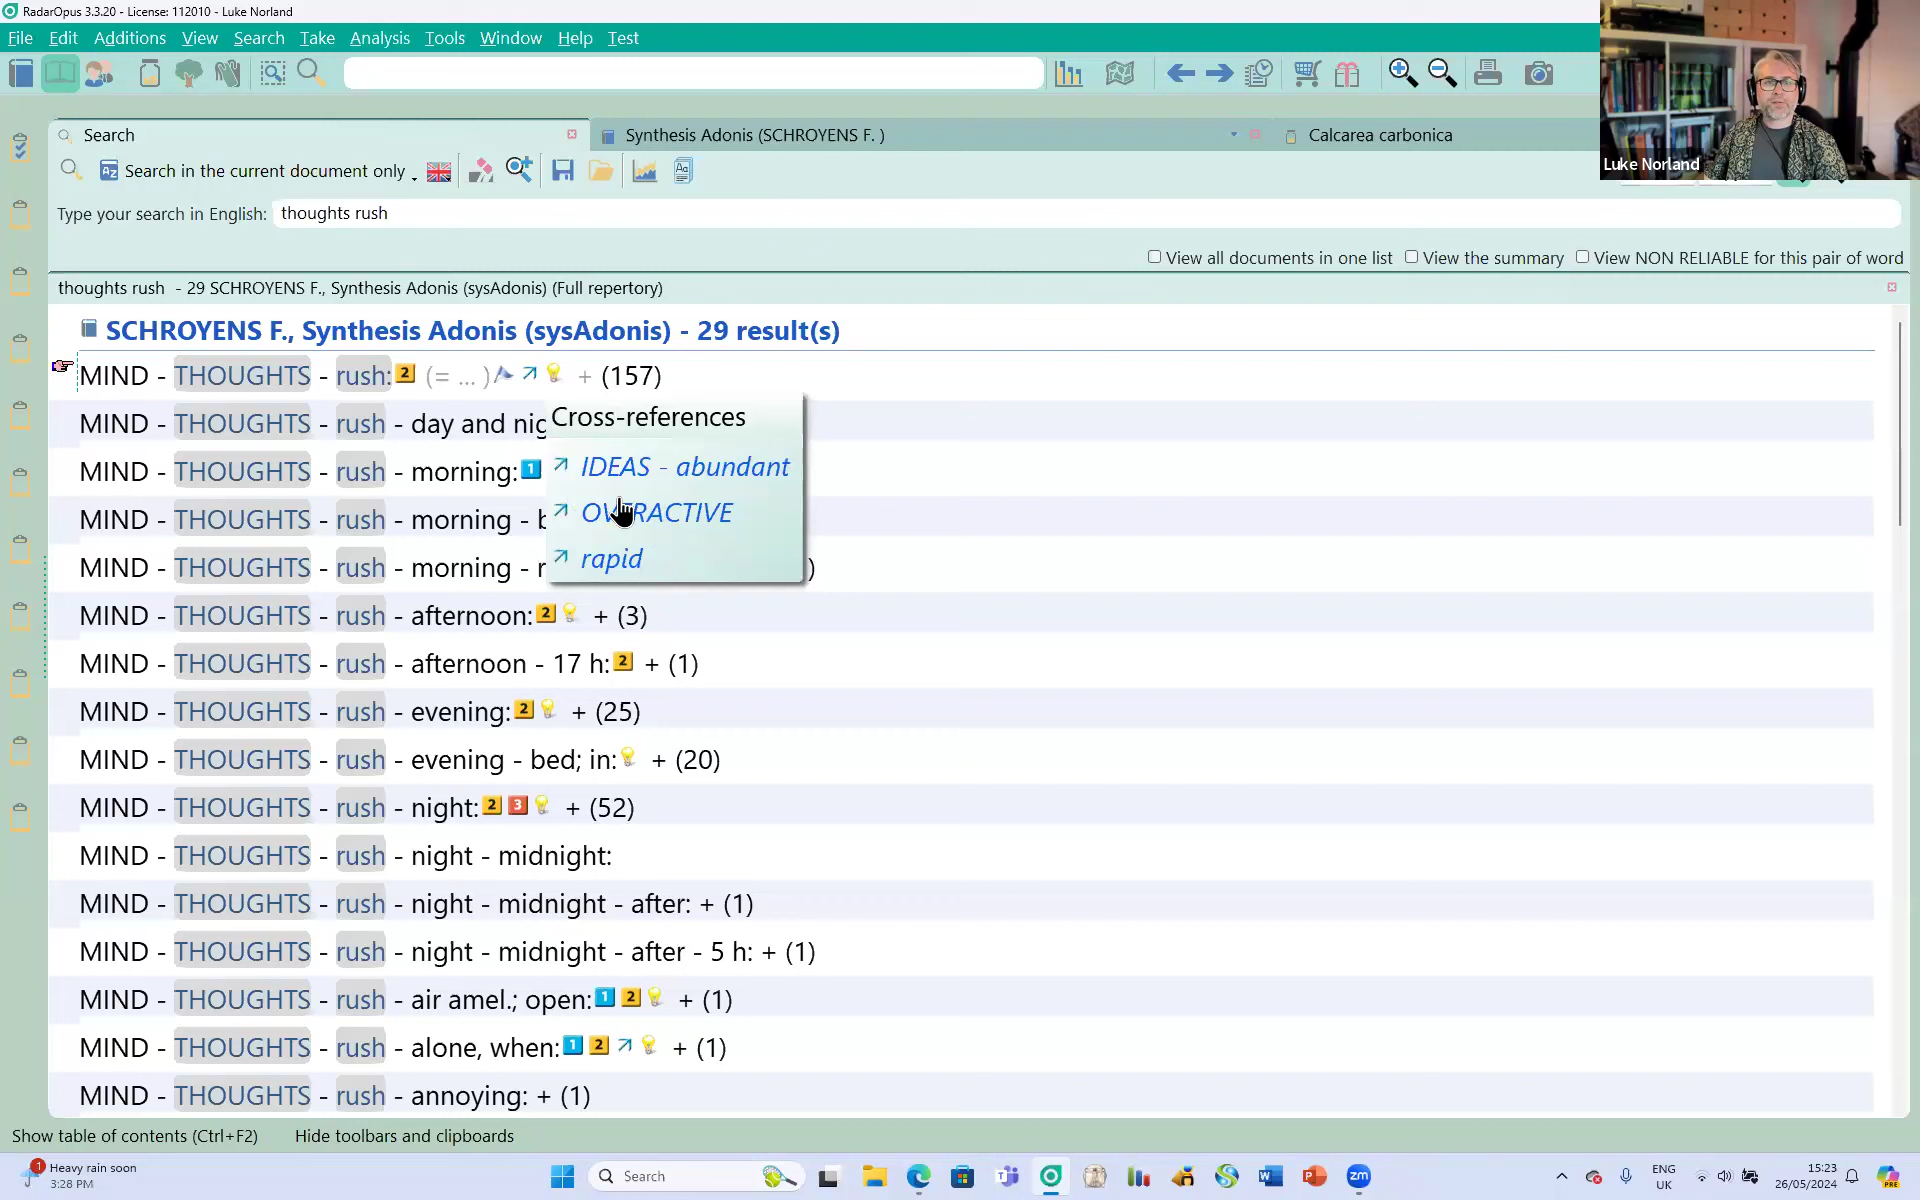 RadarOpus 3.3.20 - License: 112010 - Luke Norland
File Edit Additions View Search Take Analysis Tools Window Help Test
Luke Norland
Search
Synthesis Adonis (SCHROYENS F. )
Calcarea carbonica
Search in the current document only
Type your search in English: thoughts rush
View all documents in one list View the summary View NON RELIABLE for this pair of word
thoughts rush - 29 SCHROYENS F., Synthesis Adonis (sysAdonis) (Full repertory)
SCHROYENS F., Synthesis Adonis (sysAdonis) - 29 result(s)
MIND - THOUGHTS - rush: 2 (= ... ) + (157)
MIND - THOUGHTS - rush - day and nig
MIND - THOUGHTS - rush - morning: 1
MIND - THOUGHTS - rush - morning - b
MIND - THOUGHTS - rush - morning - r )
Cross-references
IDEAS - abundant
OVERACTIVE
rapid
MIND - THOUGHTS - rush - afternoon: 2 + (3)
MIND - THOUGHTS - rush - afternoon - 17 h: 2 + (1)
MIND - THOUGHTS - rush - evening: 2 + (25)
MIND - THOUGHTS - rush - evening - bed; in: + (20)
MIND - THOUGHTS - rush - night: 2 3 + (52)
MIND - THOUGHTS - rush - night - midnight:
MIND - THOUGHTS - rush - night - midnight - after: + (1)
MIND - THOUGHTS - rush - night - midnight - after - 5 h: + (1)
MIND - THOUGHTS - rush - air amel.; open: 1 2 + (1)
MIND - THOUGHTS - rush - alone, when: 1 2 + (1)
MIND - THOUGHTS - rush - annoying: + (1)
Show table of contents (Ctrl+F2) Hide toolbars and clipboards
1 Heavy rain soon
3:28 PM
Search
zm
ENG
UK
15:23
26/05/2024
PRE